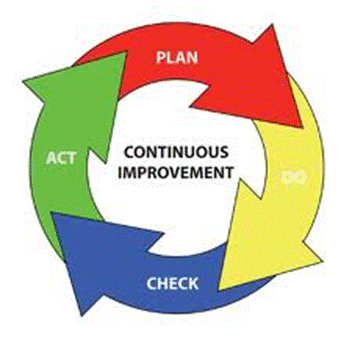 PLAN
DO
CHECK
ACT
CONTINUOUS
IMPROVEMENT